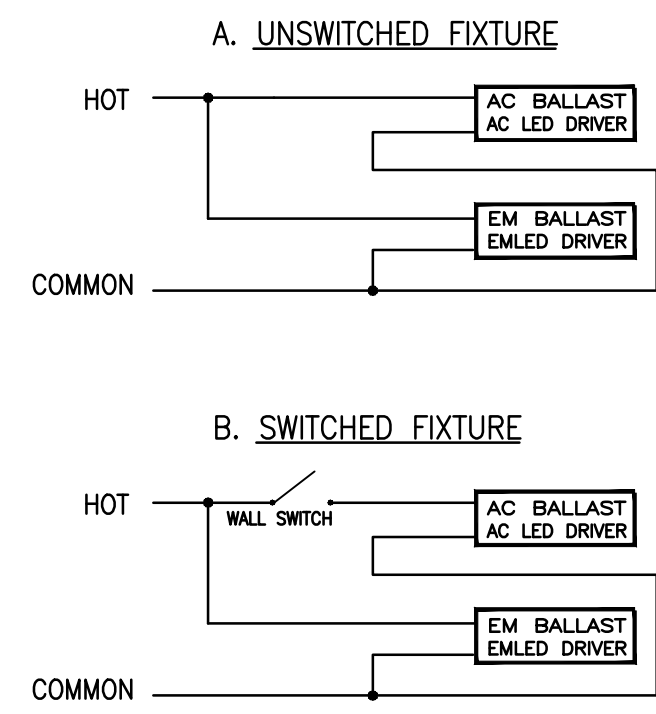 A. UNSWITCHED FIXTURE
HOT
AC BALLAST
AC LED DRIVER
EM BALLAST
EMLED DRIVER
COMMON
B. SWITCHED FIXTURE
HOT
WALL SWITCH
AC BALLAST
AC LED DRIVER
EM BALLAST
EMLED DRIVER
COMMON